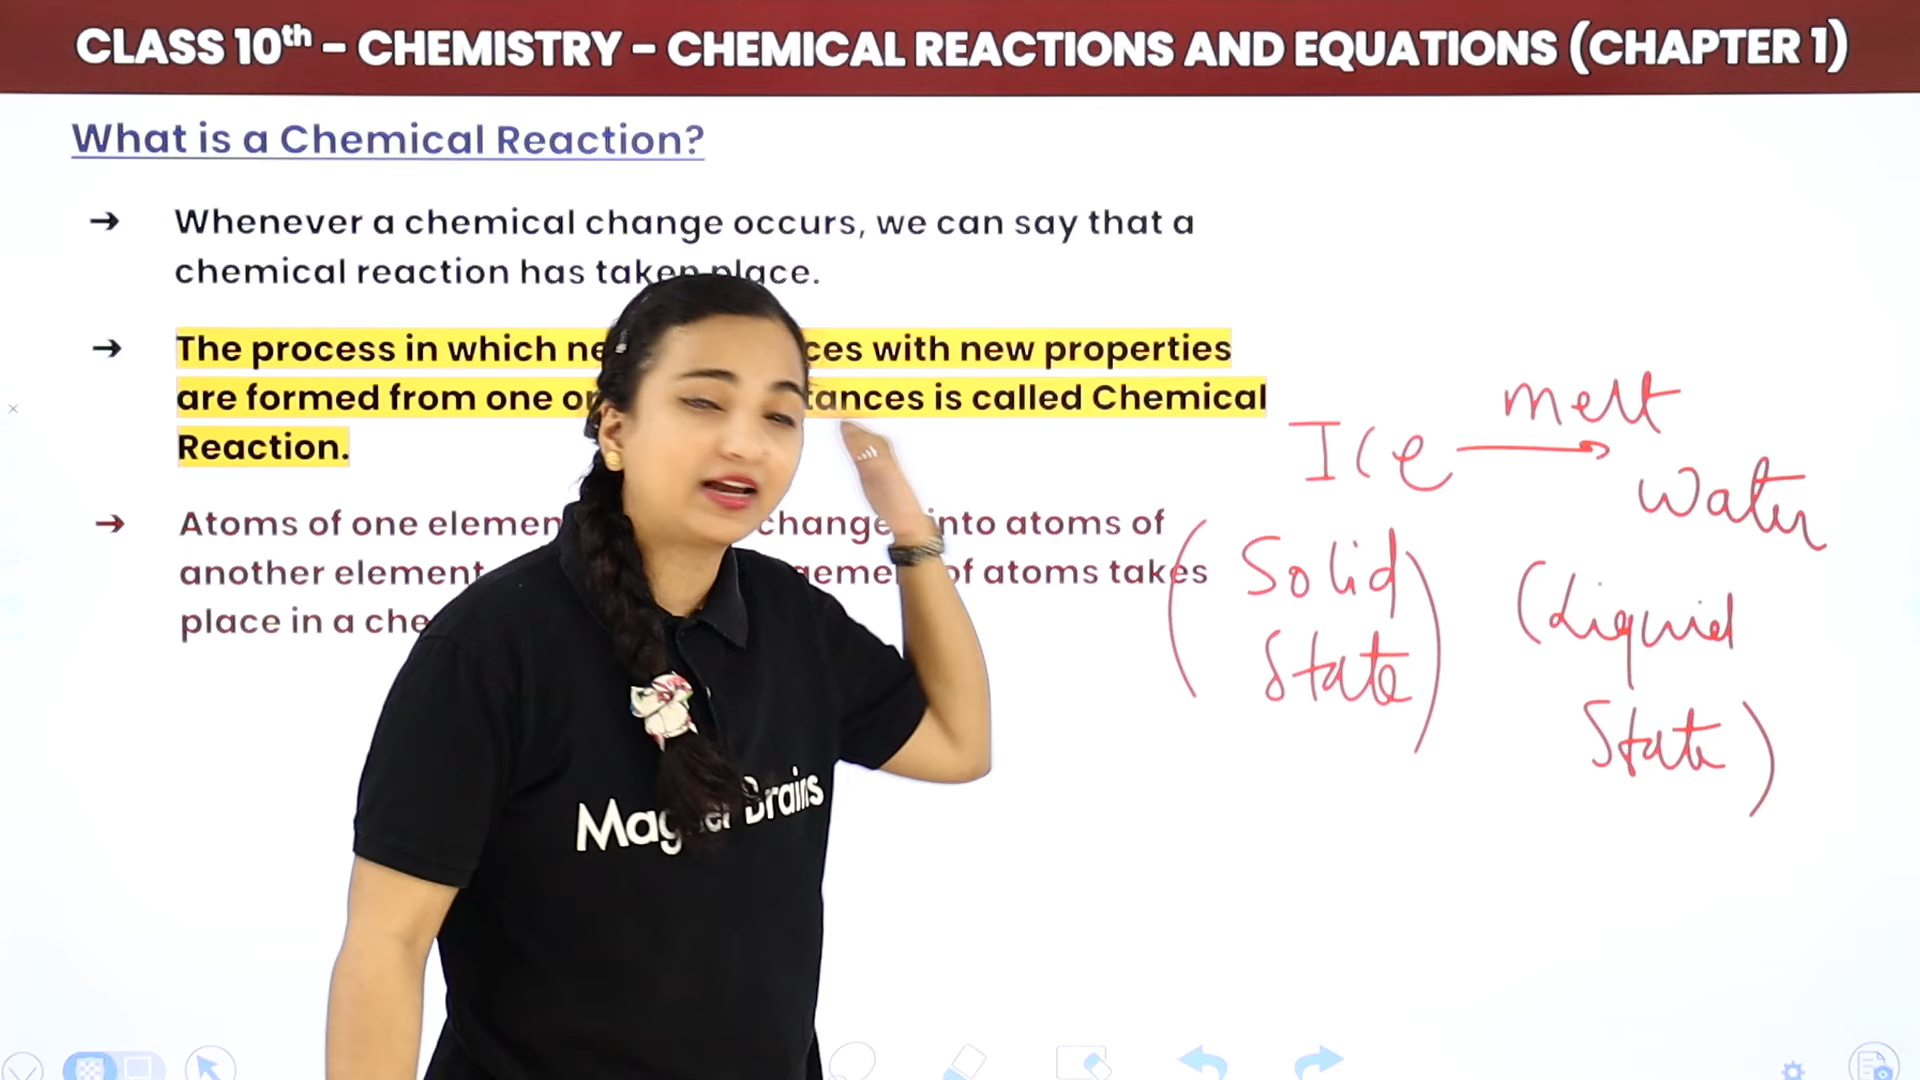 CLASS 10th - CHEMISTRY - CHEMICAL REACTIONS AND EQUATIONS (CHAPTER 1)
What is a Chemical Reaction?
→ Whenever a chemical change occurs, we can say that a
chemical reaction has taken place.
→ The process in which ces with new properties
are formed from one tances is called Chemical
Reaction.
→ Atoms of one elemen change into atoms of
another element of atoms takes
place in a che
Ice → melt
Water
(Solid
State)
(Liquid
State)
Brains